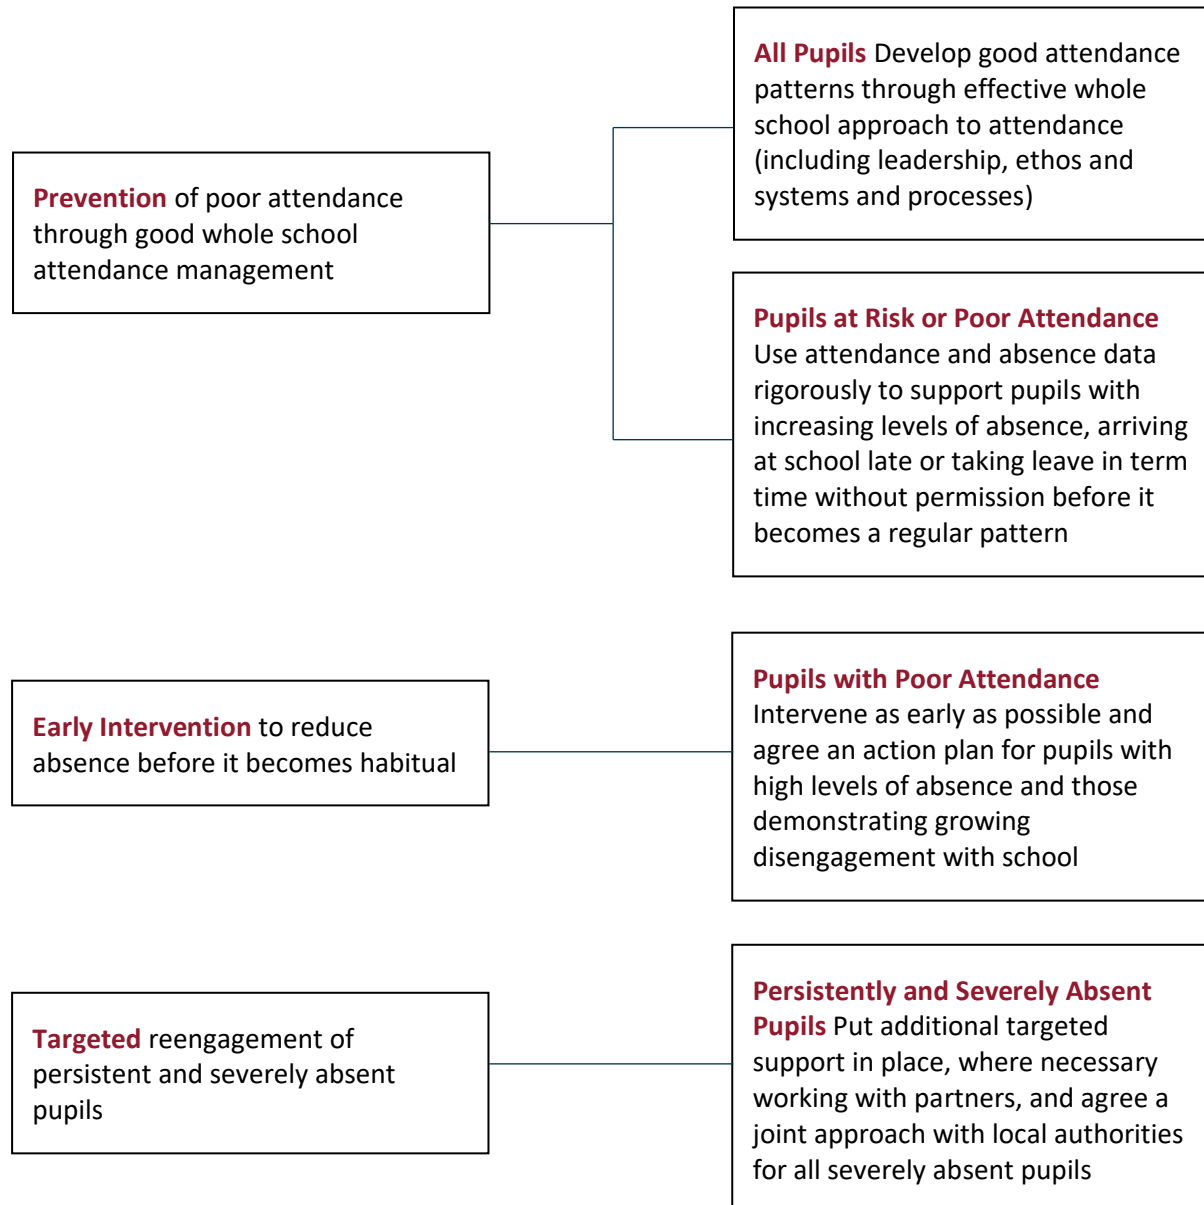 Prevention of poor attendance
through good whole school
attendance management
All Pupils Develop good attendance
patterns through effective whole
school approach to attendance
(including leadership, ethos and
systems and processes)
Pupils at Risk or Poor Attendance
Use attendance and absence data
rigorously to support pupils with
increasing levels of absence, arriving
at school late or taking leave in term
time without permission before it
becomes a regular pattern
Early Intervention to reduce
absence before it becomes habitual
Pupils with Poor Attendance
Intervene as early as possible and
agree an action plan for pupils with
high levels of absence and those
demonstrating growing
disengagement with school
Targeted reengagement of
persistent and severely absent
pupils
Persistently and Severely Absent
Pupils Put additional targeted
support in place, where necessary
working with partners, and agree a
joint approach with local authorities
for all severely absent pupils